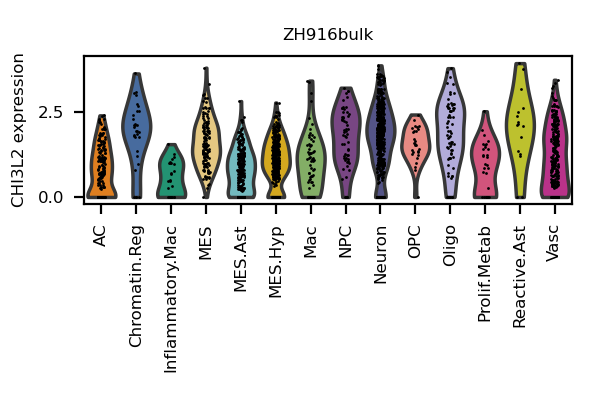 ZH916bulk
CHI3L2 expression
2.5
0.0
AC
Chromatin.Reg
Inflammatory.Mac
MES
MES.Ast
MES.Hyp
Mac
NPC
Neuron
OPC
Oligo
Prolif.Metab
Reactive.Ast
Vasc